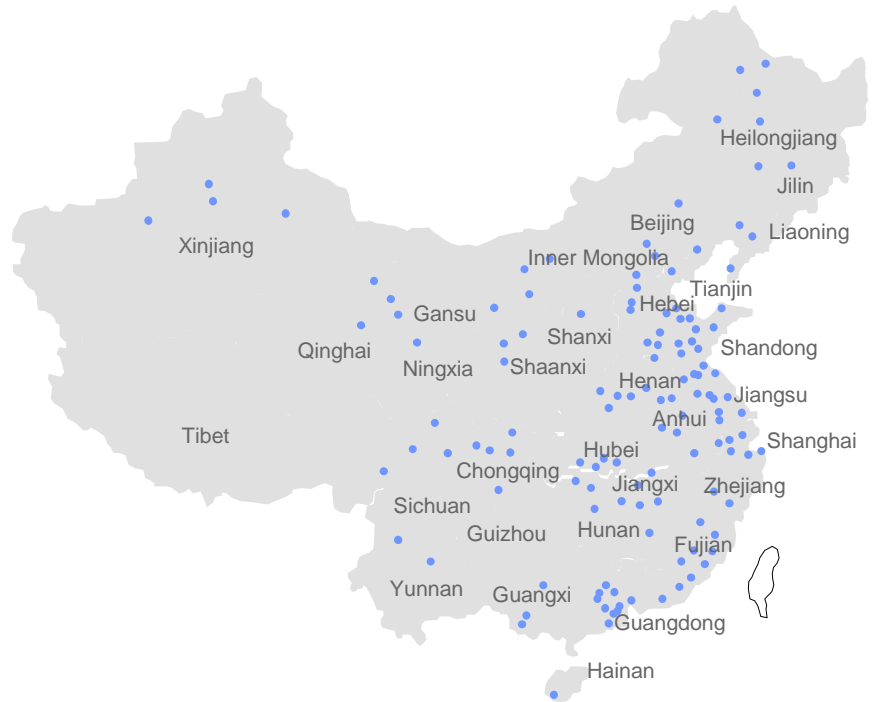 Heilongjiang
Jilin
Beijing
Liaoning
Xinjiang
Inner Mongolia
Tianjin
Hebei
Gansu
Shanxi
Qinghai
Shandong
Ningxia
Shaanxi
Henan
Jiangsu
Anhui
Tibet
Shanghai
Hubei
Chongqing
Jiangxi
Zhejiang
Sichuan
Guizhou
Hunan
Fujian
Yunnan
Guangxi
Guangdong
Hainan